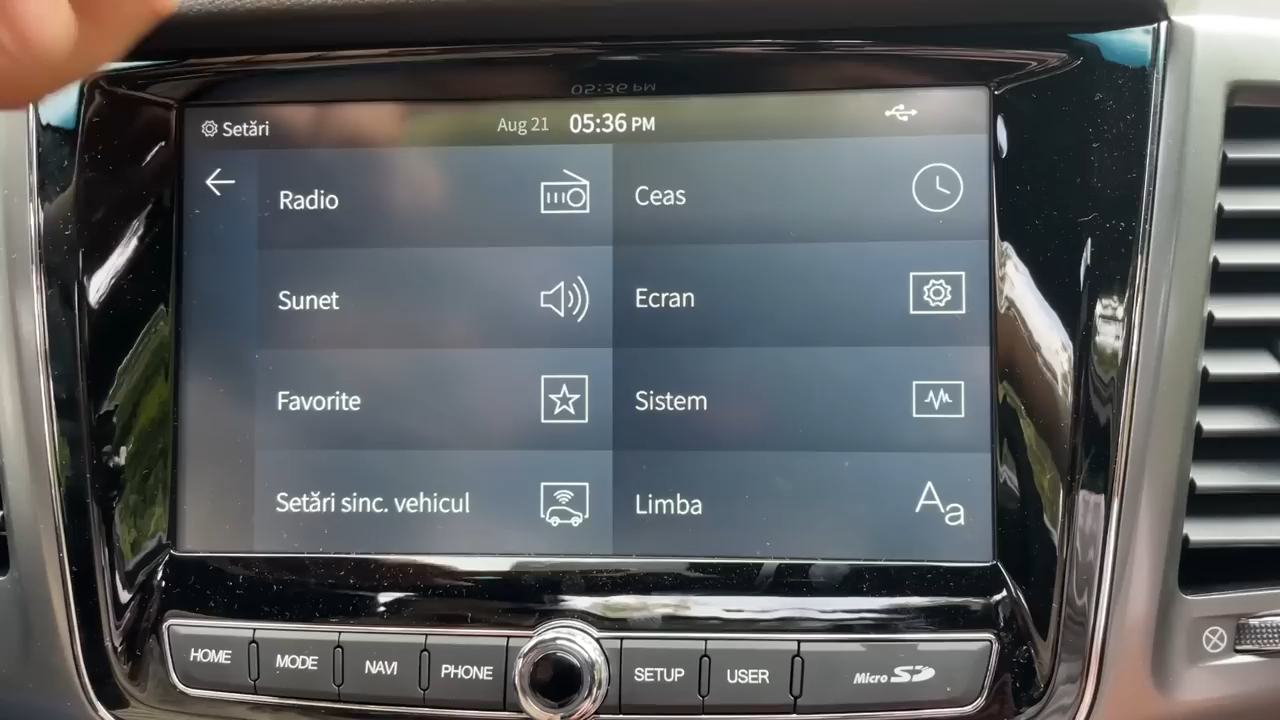 Setări
Aug 21 05:36 PM
Radio
Ceas
Sunet
Ecran
Favorite
Sistem
Setări sinc. vehicul
Limba
Aa
HOME
MODE
NAVI
PHONE
SETUP
USER
Micro SD